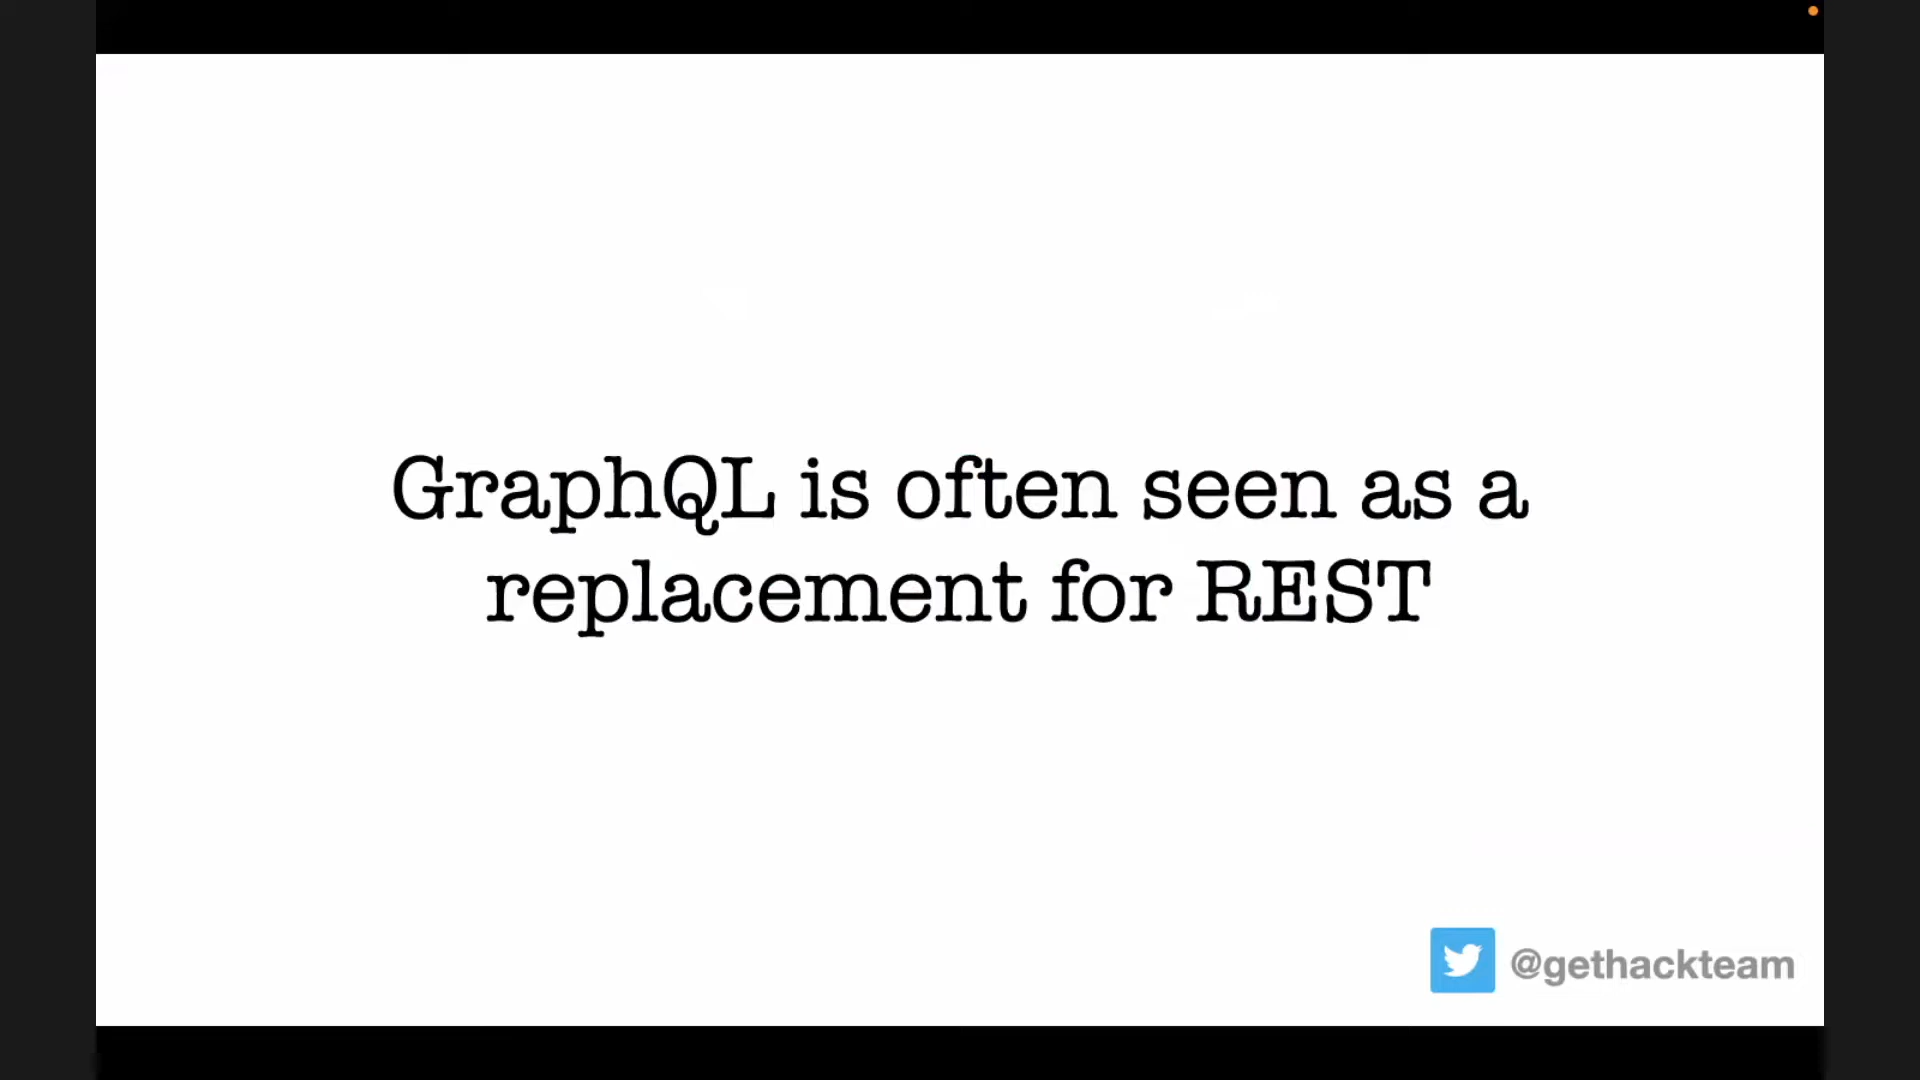 GraphQL is often seen as a
replacement for REST
@gethackteam